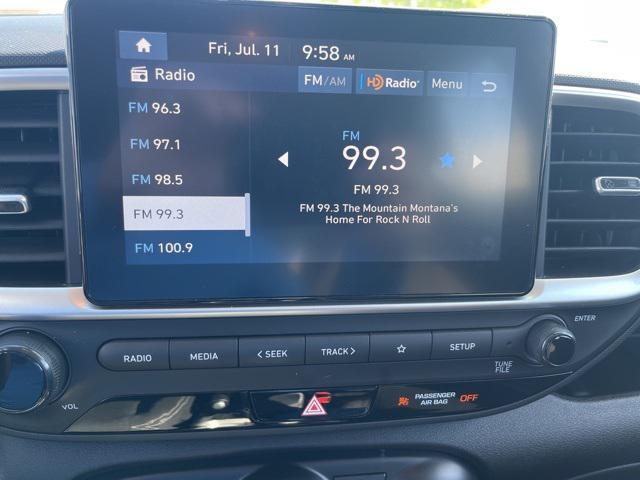 Fri, Jul. 11 9:58 AM
Radio FM/AM HD Radio Menu
FM 96.3
FM 97.1
FM 98.5
FM 99.3
FM 100.9
FM
99.3
FM 99.3
FM 99.3 The Mountain Montana's
Home For Rock N Roll
RADIO MEDIA < SEEK TRACK > SETUP
ENTER
TUNE
FILE
VOL
PASSENGER
AIR BAG OFF